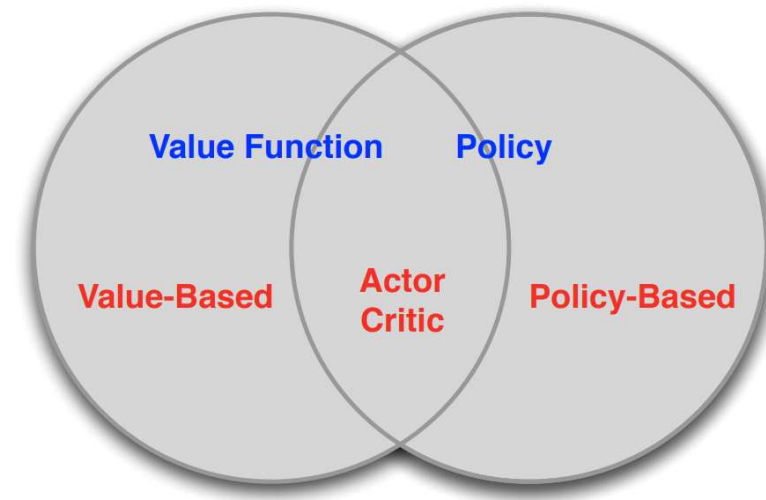 Value Function
Policy
Value-Based
Actor
Critic
Policy-Based